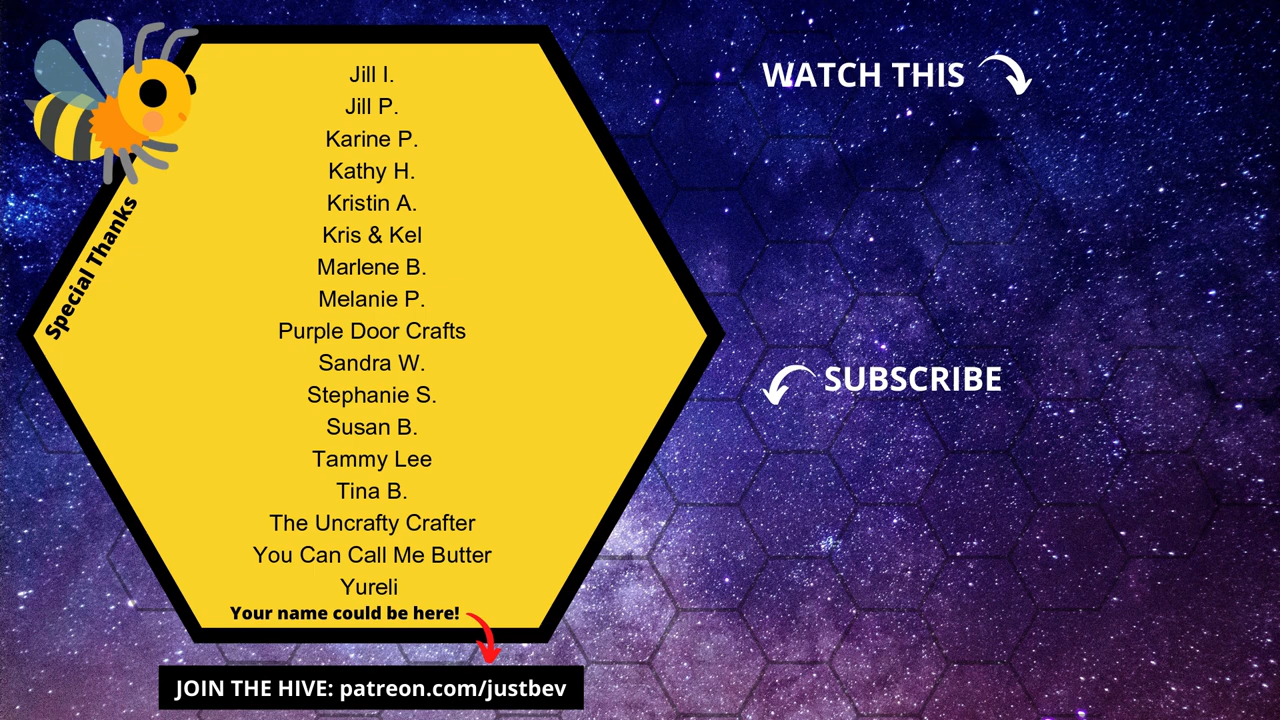 Special Thanks
Jill I.
Jill P.
Karine P.
Kathy H.
Kristin A.
Kris & Kel
Marlene B.
Melanie P.
Purple Door Crafts
Sandra W.
Stephanie S.
Susan B.
Tammy Lee
Tina B.
The Uncrafty Crafter
You Can Call Me Butter
Yureli
Your name could be here!
JOIN THE HIVE: patreon.com/justbev
WATCH THIS
SUBSCRIBE